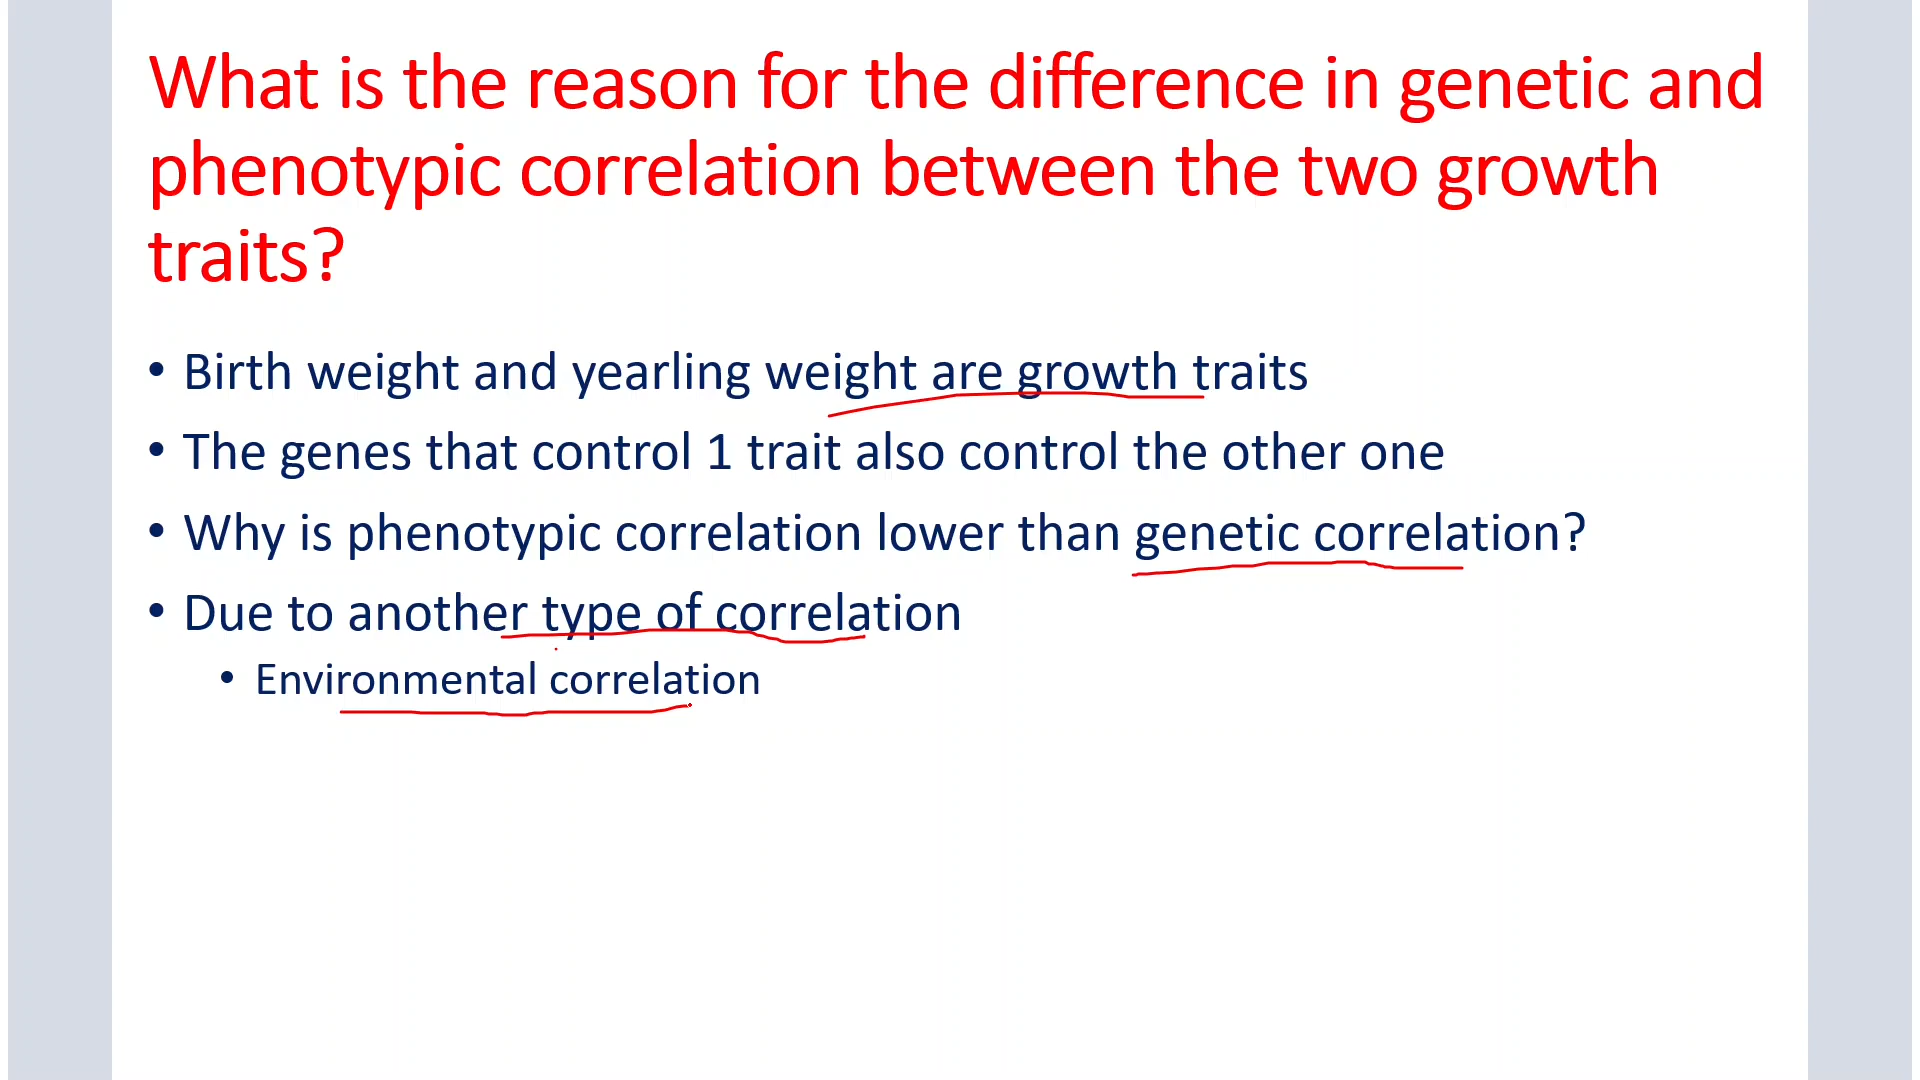 What is the reason for the difference in genetic and
phenotypic correlation between the two growth
traits?
• Birth weight and yearling weight are growth traits
• The genes that control 1 trait also control the other one
• Why is phenotypic correlation lower than genetic correlation?
• Due to another type of correlation
• Environmental correlation